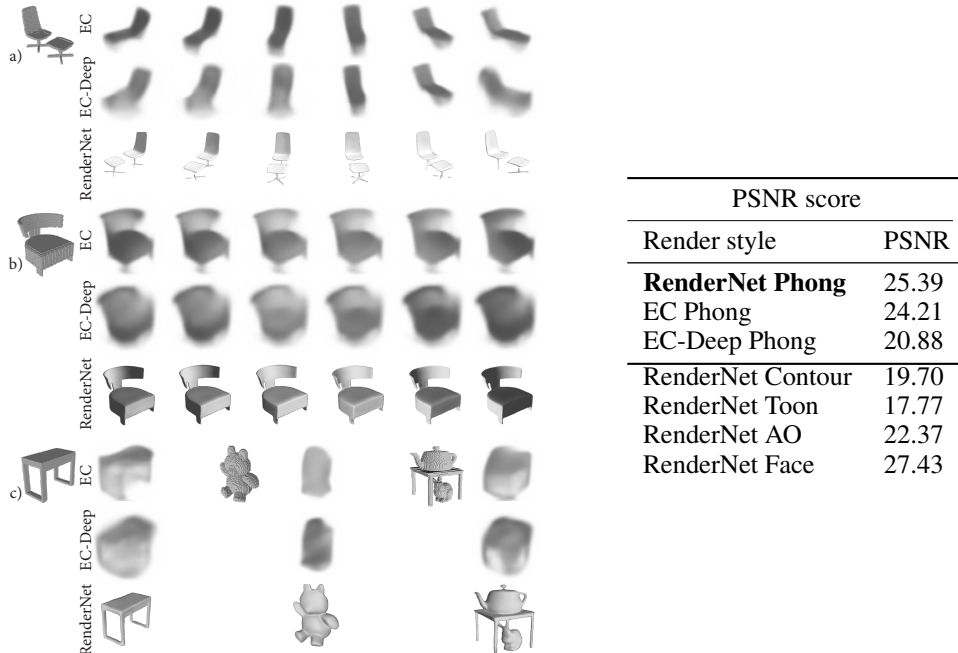 a)
EC
EC-Deep
RenderNet
b)
EC
EC-Deep
RenderNet
c)
EC
EC-Deep
RenderNet
PSNR score
Render style PSNR
RenderNet Phong 25.39
EC Phong 24.21
EC-Deep Phong 20.88
RenderNet Contour 19.70
RenderNet Toon 17.77
RenderNet AO 22.37
RenderNet Face 27.43